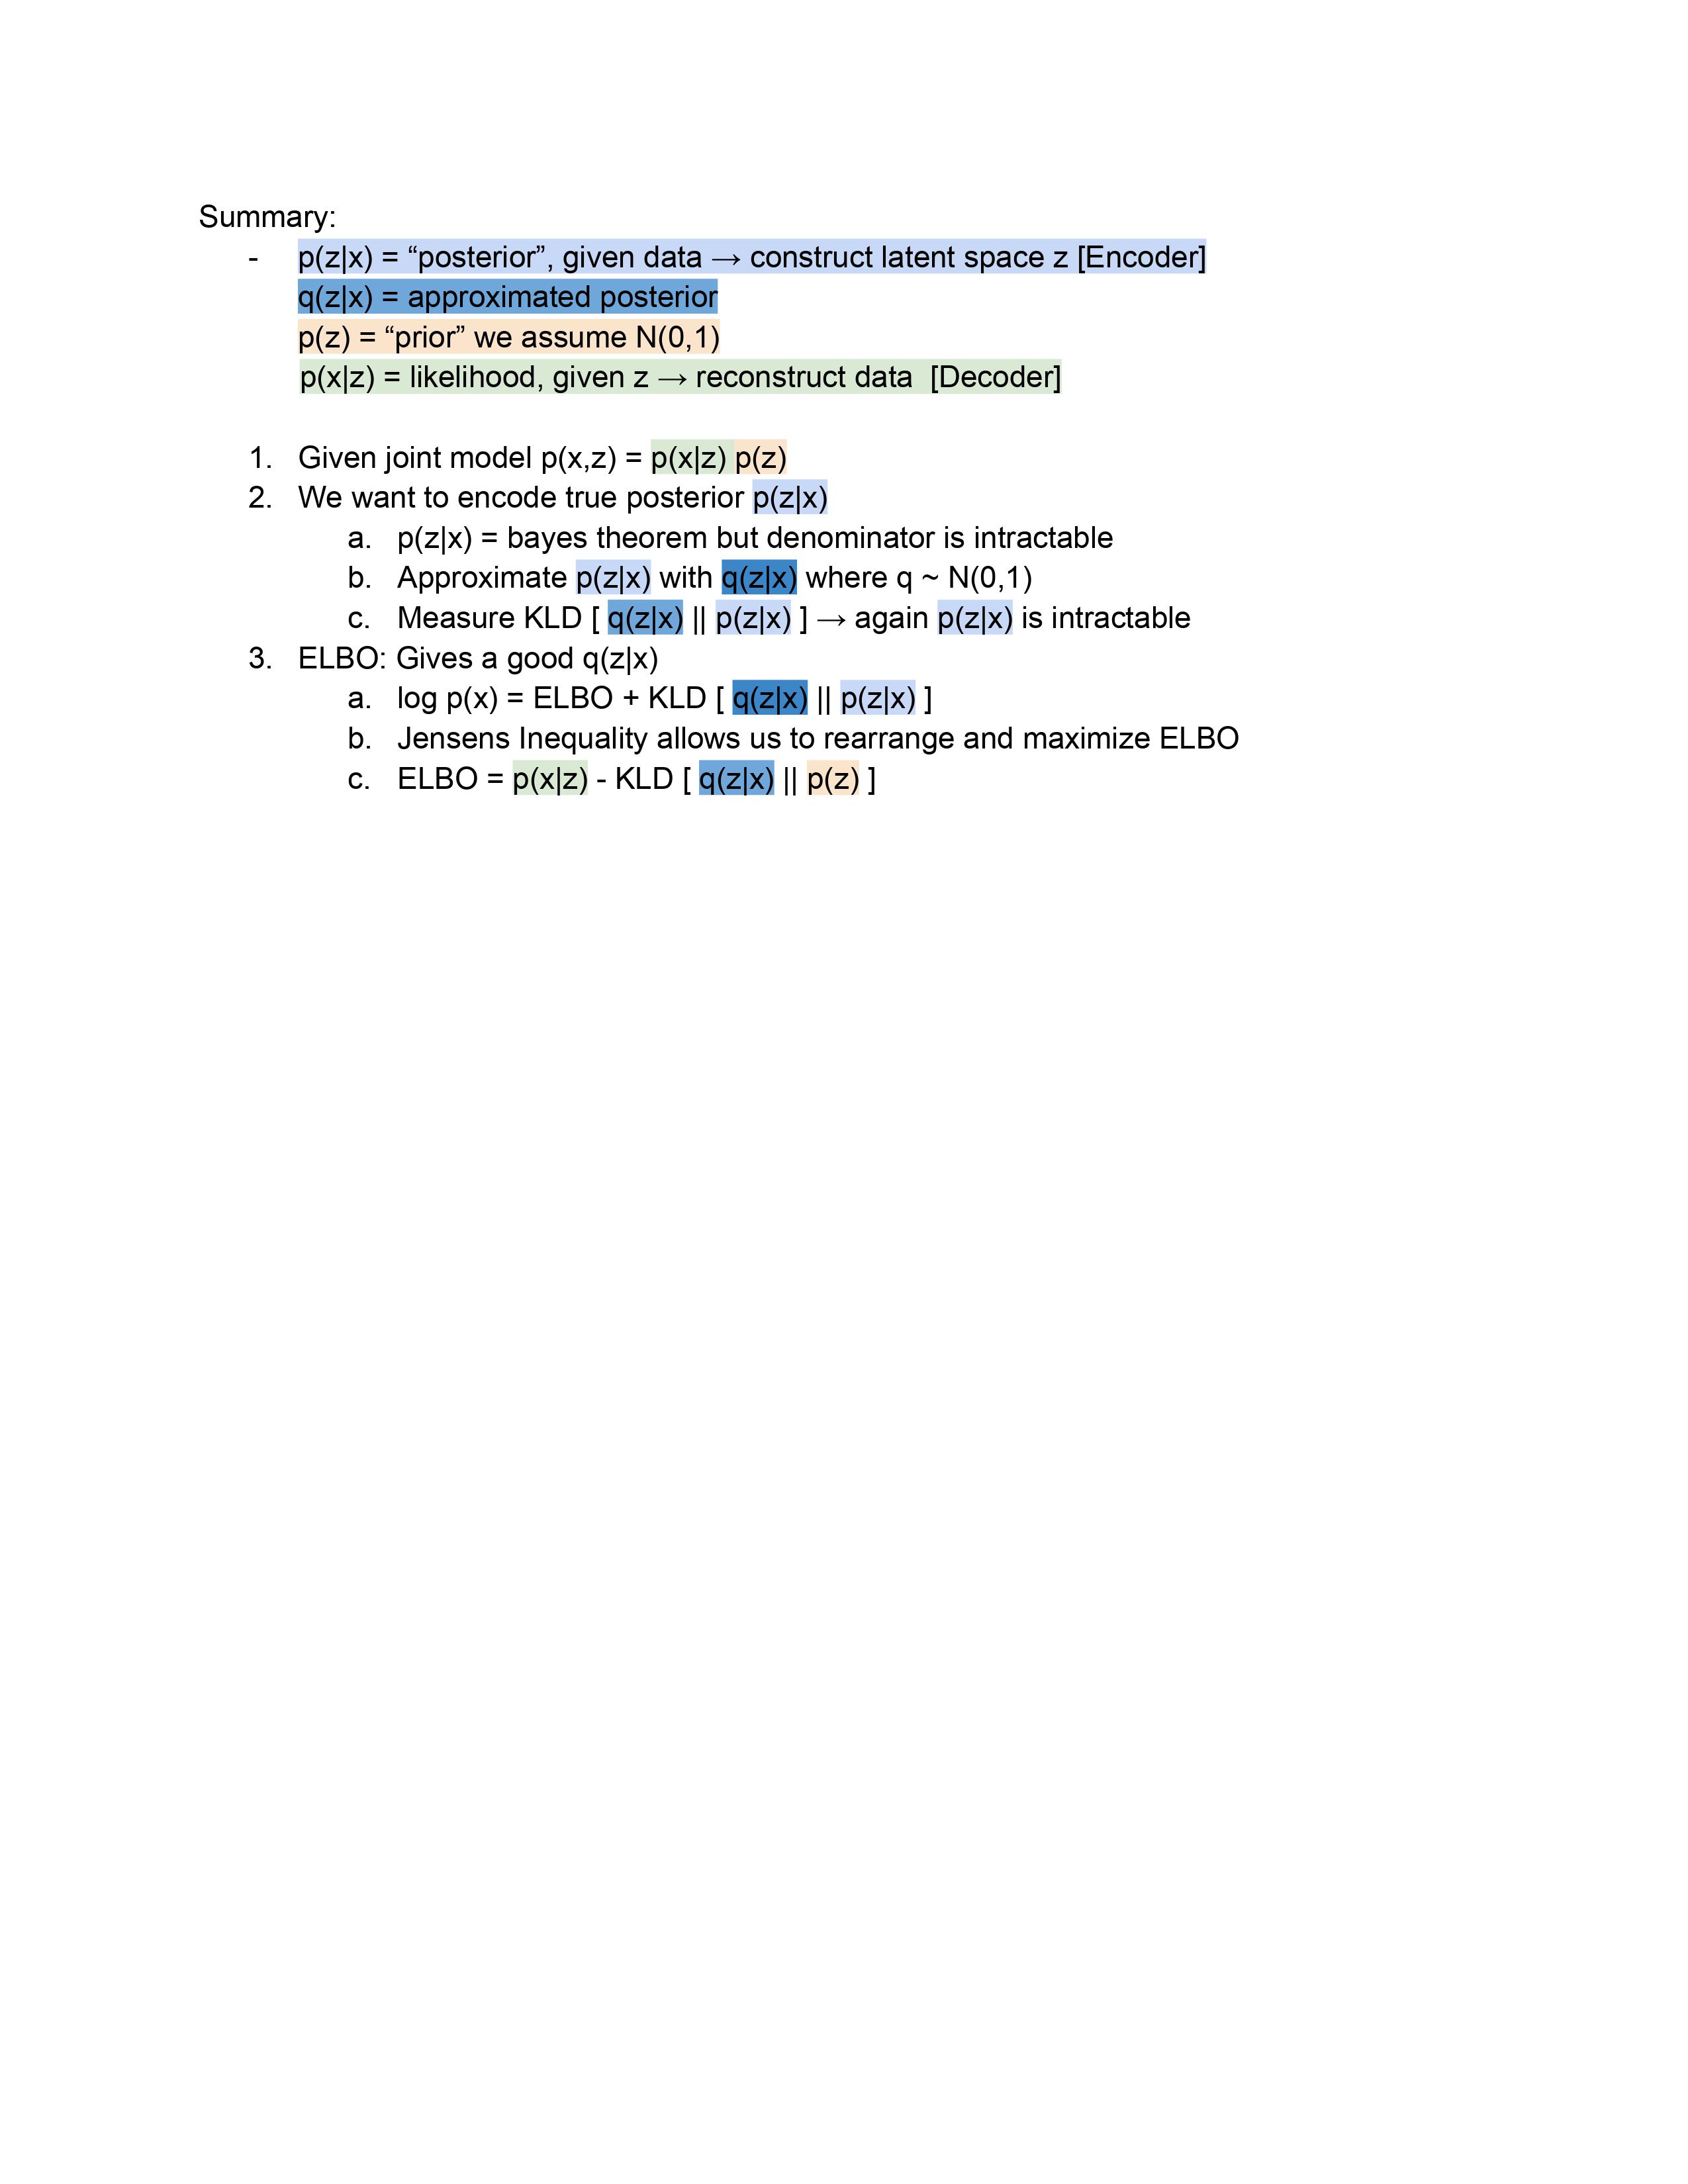 Summary:
- p(z|x) = “posterior”, given data → construct latent space z [Encoder]
q(z|x) = approximated posterior
p(z) = “prior” we assume N(0,1)
p(x|z) = likelihood, given z → reconstruct data [Decoder]
1. Given joint model p(x,z) = p(x|z) p(z)
2. We want to encode true posterior p(z|x)
a. p(z|x) = bayes theorem but denominator is intractable
b. Approximate p(z|x) with q(z|x) where q ~ N(0,1)
c. Measure KLD [ q(z|x) || p(z|x) ] → again p(z|x) is intractable
3. ELBO: Gives a good q(z|x)
a. log p(x) = ELBO + KLD [ q(z|x) || p(z|x) ]
b. Jensens Inequality allows us to rearrange and maximize ELBO
c. ELBO = p(x|z) - KLD [ q(z|x) || p(z) ]